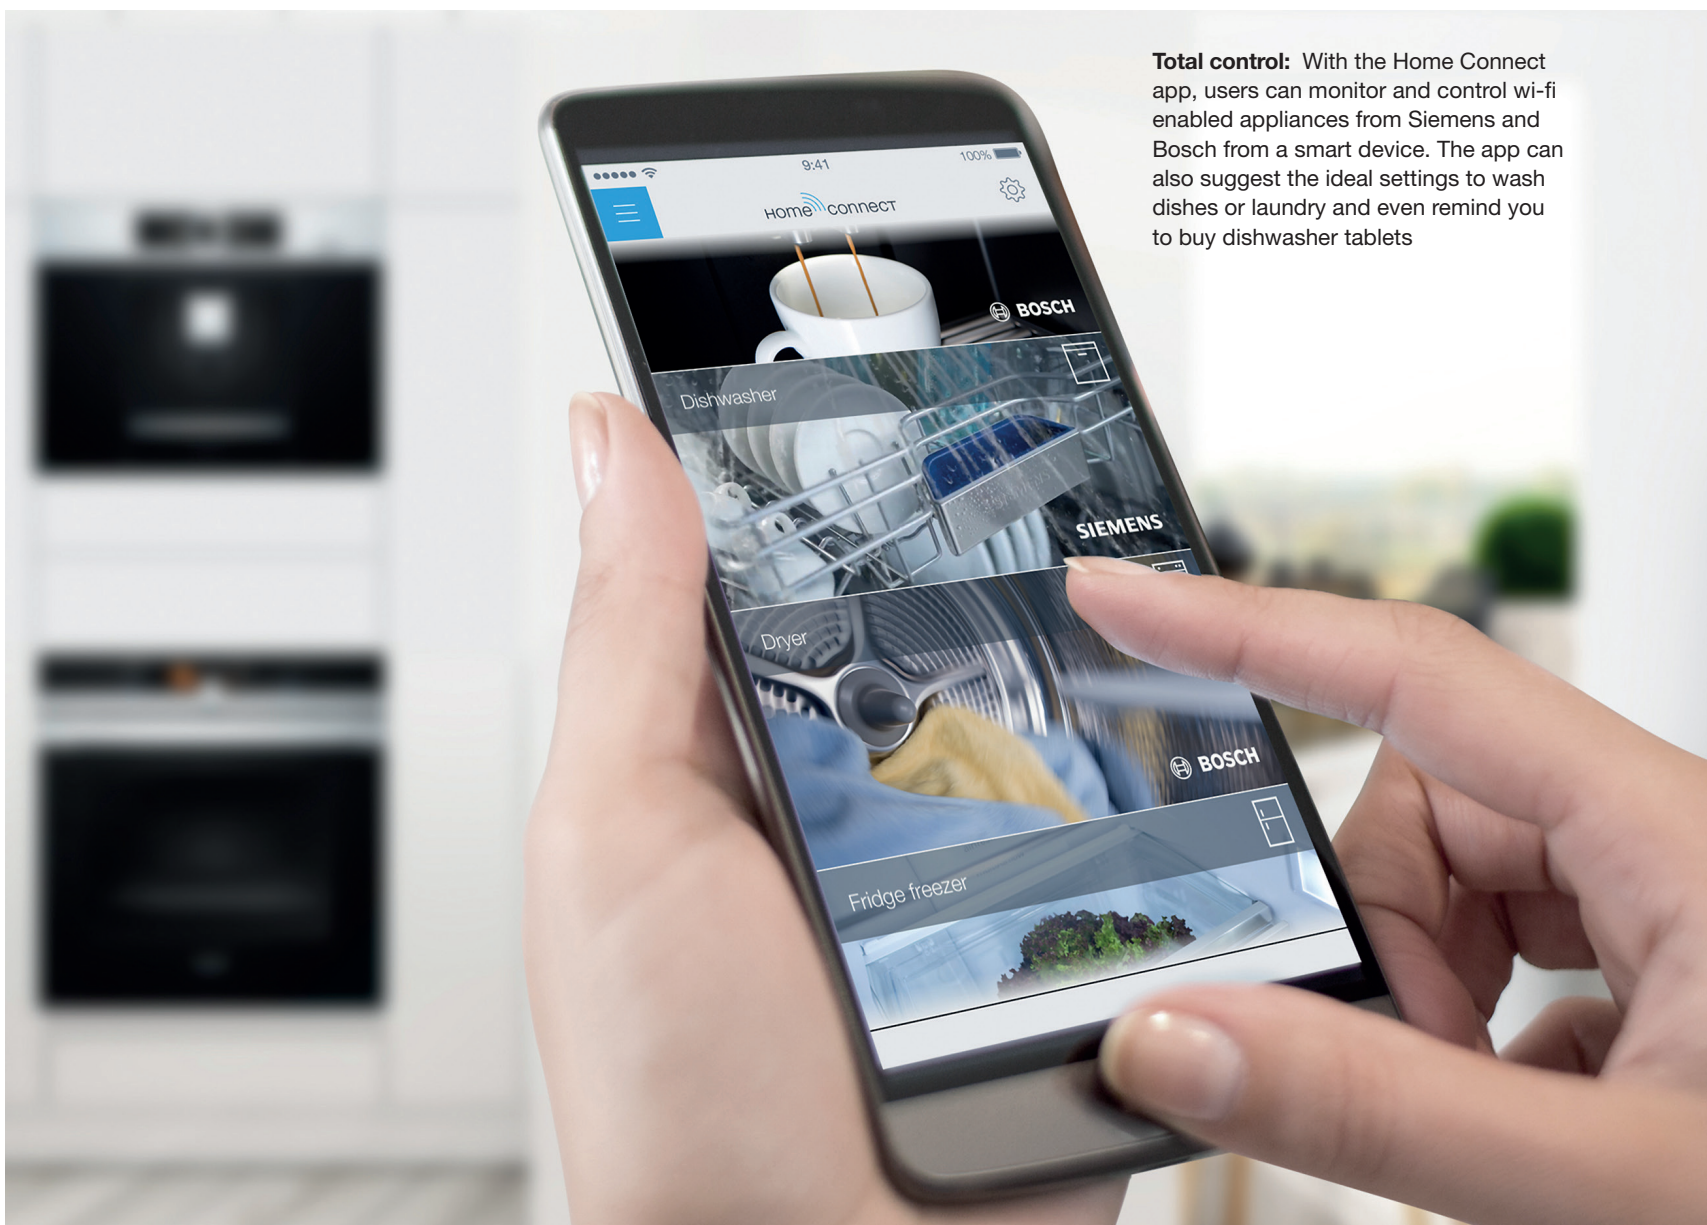 Total control: With the Home Connect
app, users can monitor and control wi-fi
enabled appliances from Siemens and
Bosch from a smart device. The app can
also suggest the ideal settings to wash
dishes or laundry and even remind you
to buy dishwasher tablets
9:41
100%
HOME CONNECT
BOSCH
Dishwasher
SIEMENS
Dryer
BOSCH
Fridge freezer